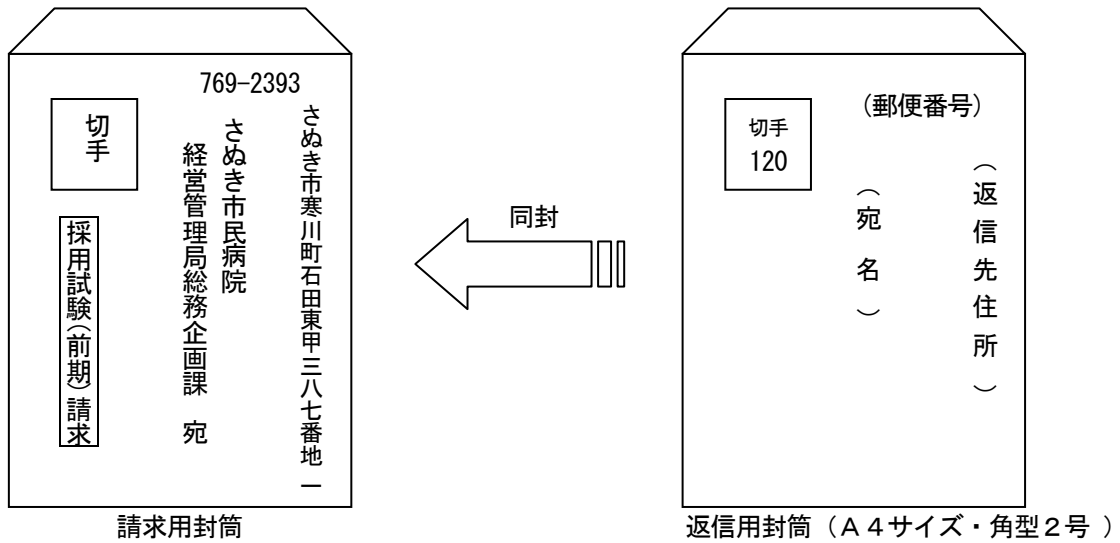 769-2393
切手
さぬき市寒川町石田東甲三八七番地一
さぬき市民病院
経営管理局総務企画課 宛
採用試験（前期）請求
請求用封筒
同封
（郵便番号）
切手
120
（返信先住所）
（宛名）
返信用封筒（Ａ４サイズ・角型２号 ）